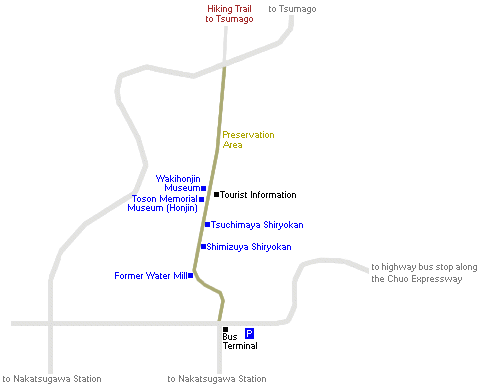 Hiking Trail
to Tsumago
to Tsumago
Preservation
Area
Wakihonjin
Museum
Tourist Information
Toson Memorial
Museum (Honjin)
Tsuchimaya Shiryokan
Shimizuya Shiryokan
Former Water Mill
to highway bus stop along
the Chuo Expressway
P
Bus
Terminal
to Nakatsugawa Station
to Nakatsugawa Station